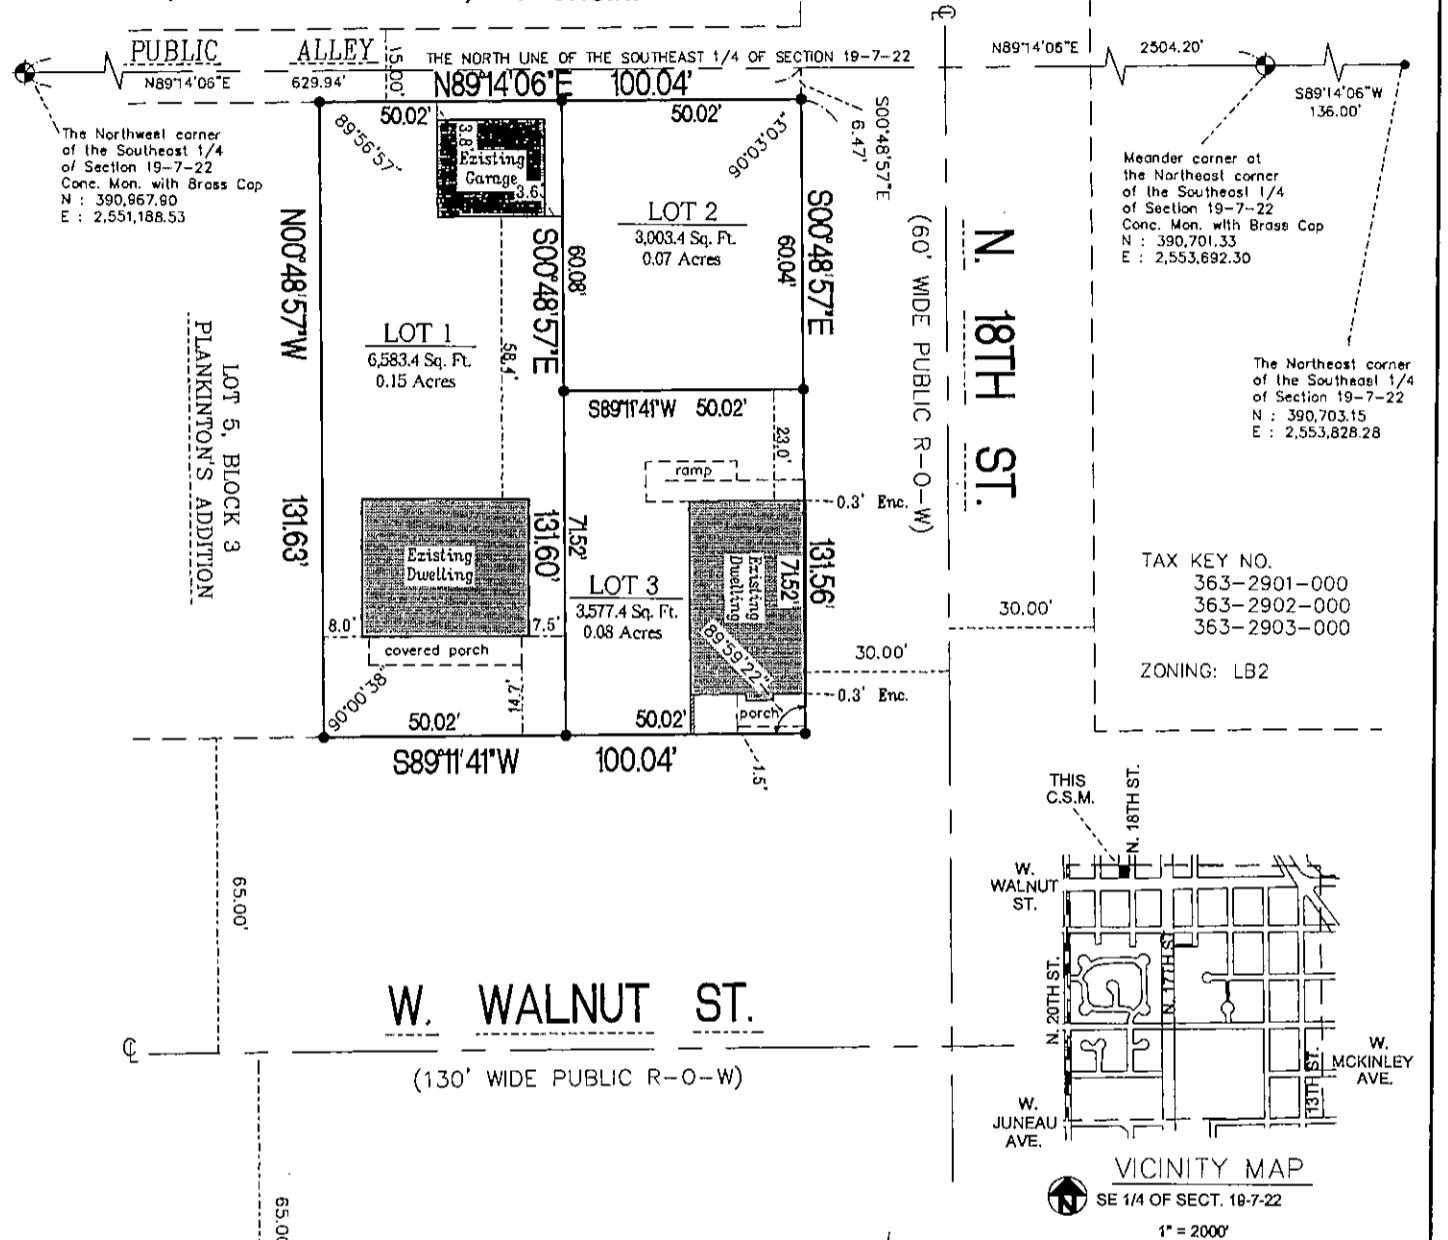 PUBLIC ALLEY
N89°14'06"E 629.94'
15.00'
THE NORTH LINE OF THE SOUTHEAST 1/4 OF SECTION 19-7-22
N89°14'06"E 100.04'
N89°14'06"E 2504.20'
S89°14'06"W
136.00'
The Northwest corner
of the Southeast 1/4
of Section 19-7-22
Conc. Mon. with Brass Cap
N : 390,967.90
E : 2,551,188.53
50.02'
50.02'
89°56'57"
90°03'03"
S00°48'57"E
6.47'
Meander corner at
the Northeast corner
of the Southeast 1/4
of Section 19-7-22
Conc. Mon. with Brass Cap
N : 390,701.33
E : 2,553,692.30
3.8'
Existing
Garage
3.6'
LOT 2
3,003.4 Sq. Ft.
0.07 Acres
N00°48'57"W
131.63'
S00°48'57"E
131.60'
60.08'
60.04'
S00°48'57"E
131.56'
N. 18TH ST.
(60' WIDE PUBLIC R-O-W)
LOT 5, BLOCK 3
PLANKINTON'S ADDITION
LOT 1
6,583.4 Sq. Ft.
0.15 Acres
58.4'
The Northeast corner
of the Southeast 1/4
of Section 19-7-22
N : 390,703.15
E : 2,553,828.28
S89°11'41"W 50.02'
23.0'
ramp
0.3' Enc.
Existing
Dwelling
71.52'
LOT 3
3,577.4 Sq. Ft.
0.08 Acres
Existing
Dwelling
71.52'
TAX KEY NO.
363-2901-000
363-2902-000
363-2903-000
30.00'
8.0'
7.5'
covered porch
30.00'
ZONING: LB2
90°00'38"
14.7'
89°59'22"
0.3' Enc.
porch
50.02'
50.02'
S89°11'41"W 100.04'
1.5'
65.00'
W. WALNUT ST.
℄
℄
(130' WIDE PUBLIC R-O-W)
65.00
THIS
C.S.M.
N. 18TH ST.
W.
WALNUT
ST.
N. 20TH ST.
N. 17TH S
13TH ST.
W.
MCKINLEY
AVE.
W.
JUNEAU
AVE.
VICINITY MAP
N
SE 1/4 OF SECT. 19-7-22
1" = 2000'